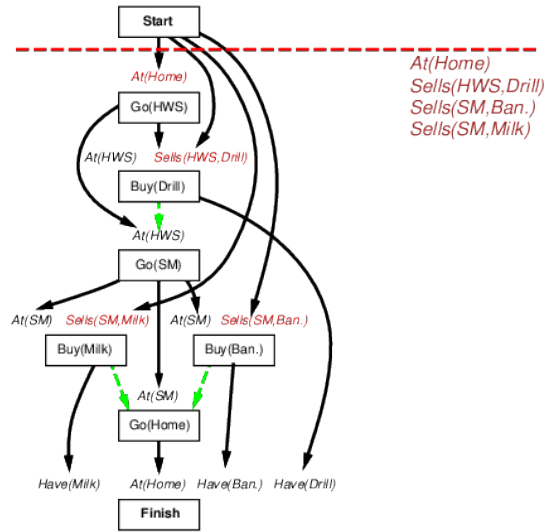 Start
At(Home)
At(Home)
Sells(HWS,Drill)
Sells(SM,Ban.)
Sells(SM,Milk)
Go(HWS)
At(HWS) Sells(HWS,Drill)
Buy(Drill)
At(HWS)
Go(SM)
At(SM) Sells(SM,Milk) At(SM) Sells(SM,Ban.)
Buy(Milk) Buy(Ban.)
At(SM)
Go(Home)
Have(Milk) At(Home) Have(Ban.) Have(Drill)
Finish